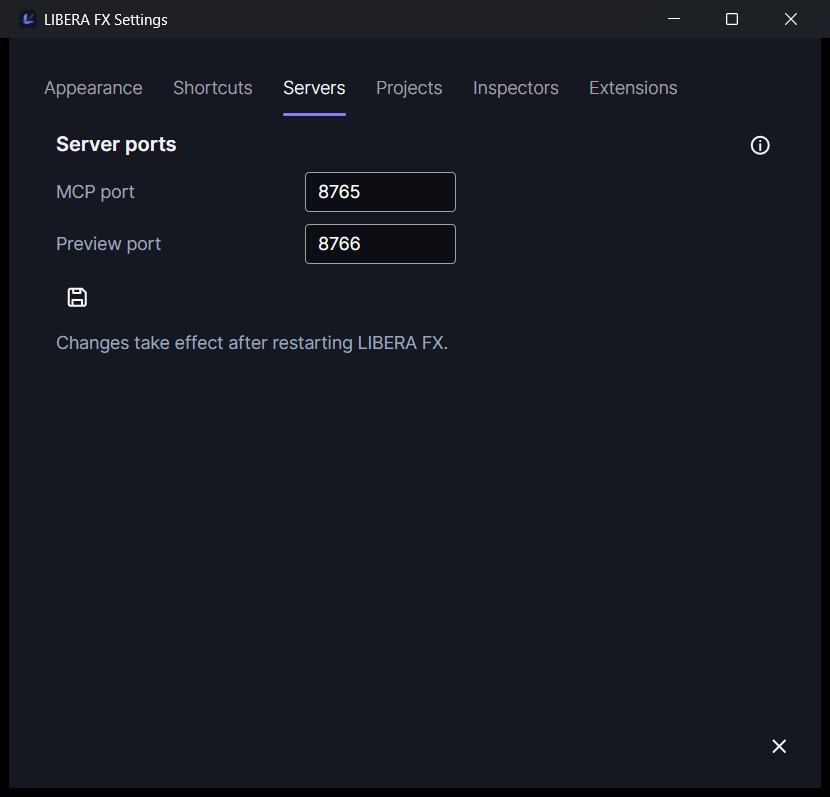 LIBERA FX Settings
Appearance Shortcuts Servers Projects Inspectors Extensions
Server ports
MCP port 8765
Preview port 8766
Changes take effect after restarting LIBERA FX.